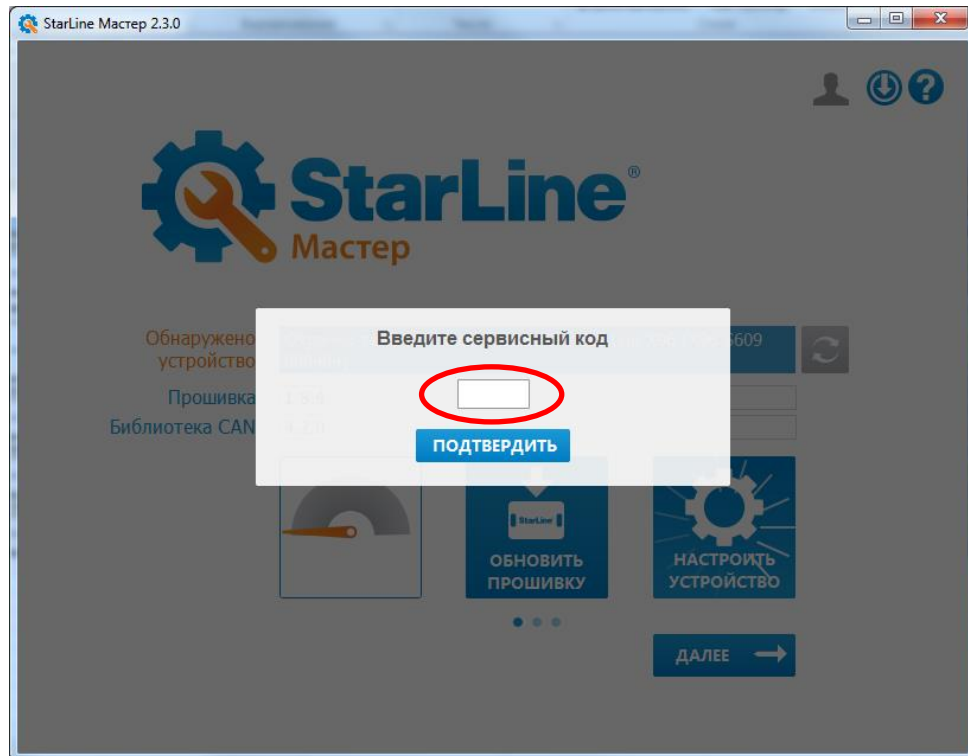 StarLine Мастер 2.3.0
StarLine®
Мастер
Обнаружено
устройство
5609
Введите сервисный код
Прошивка
Библиотека CAN
ПОДТВЕРДИТЬ
StarLine
ОБНОВИТЬ
ПРОШИВКУ
НАСТРОИТЬ
УСТРОЙСТВО
ДАЛЕЕ